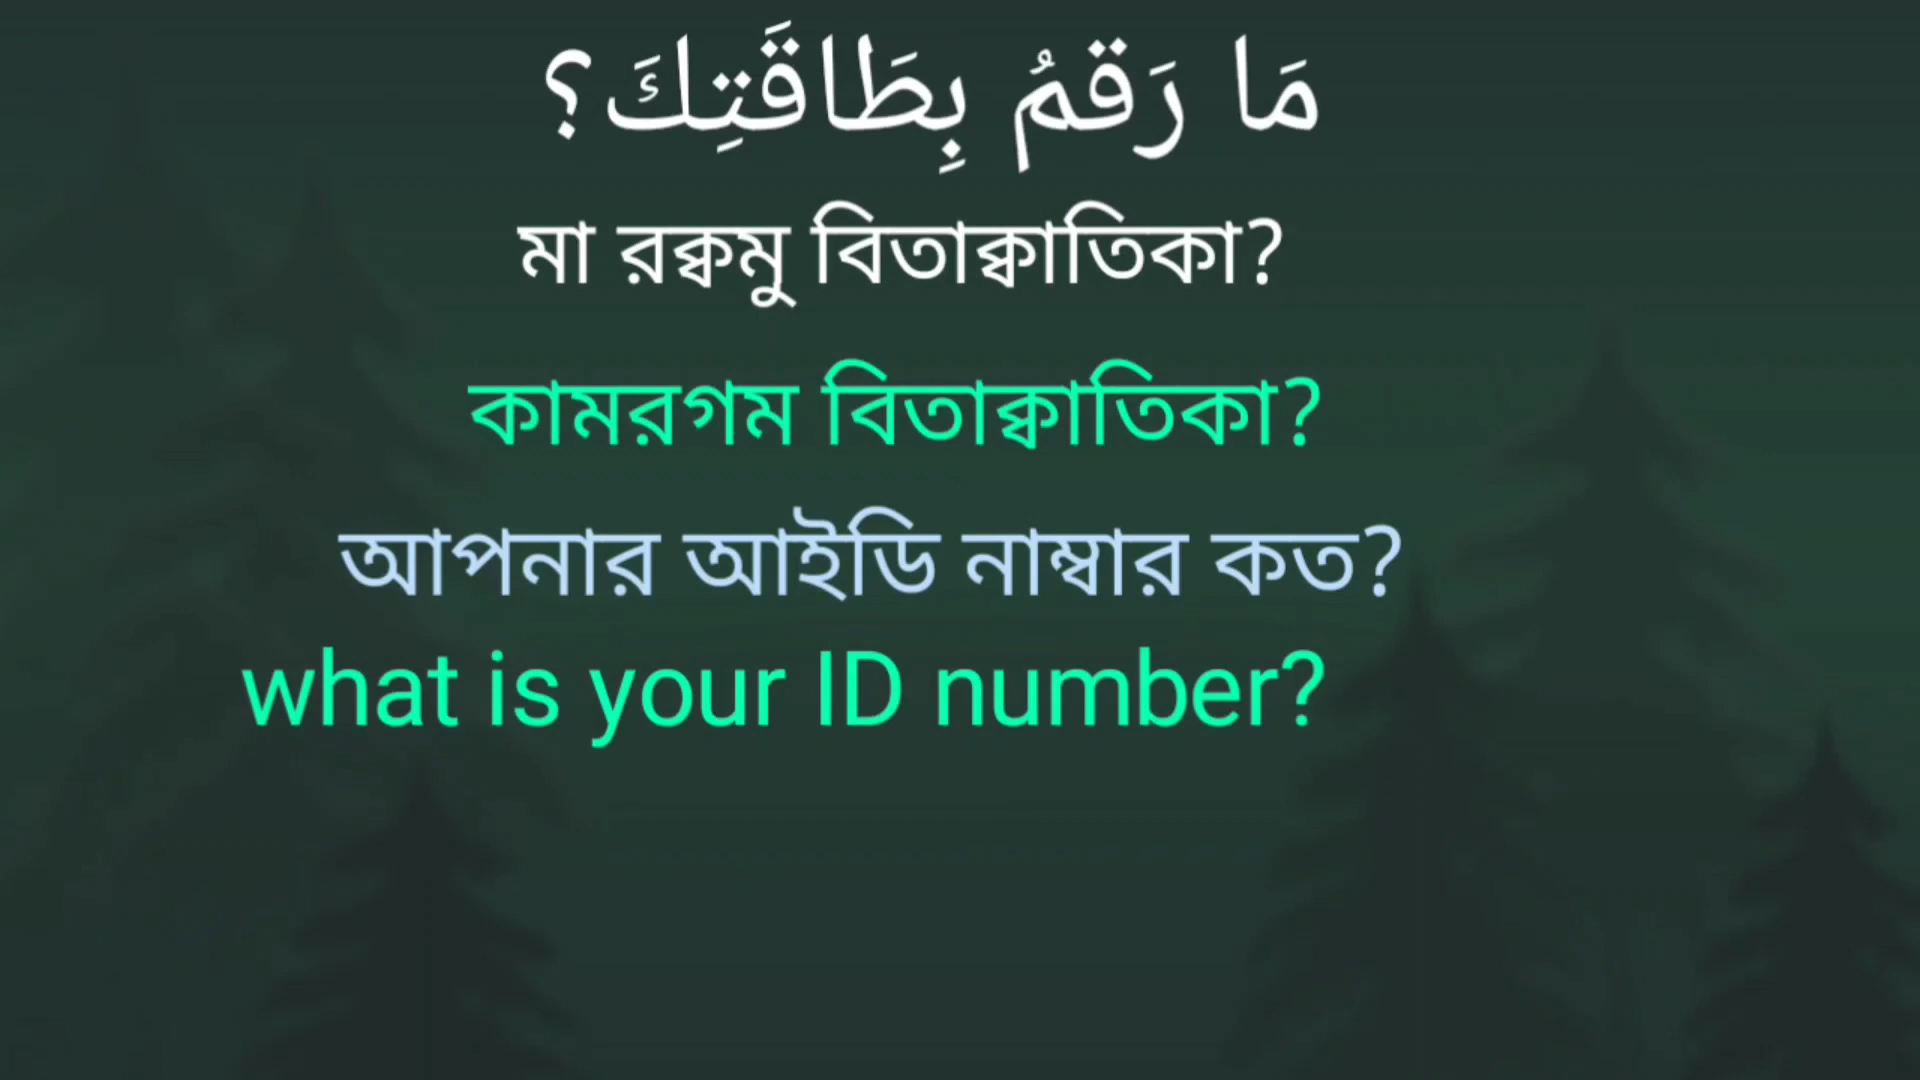 مَا رَقمُ بِطَاقَتِكَ؟
মা রক্বমু বিতাক্বাতিকা?
কামরগম বিতাক্বাতিকা?
আপনার আইডি নাম্বার কত?
what is your ID number?